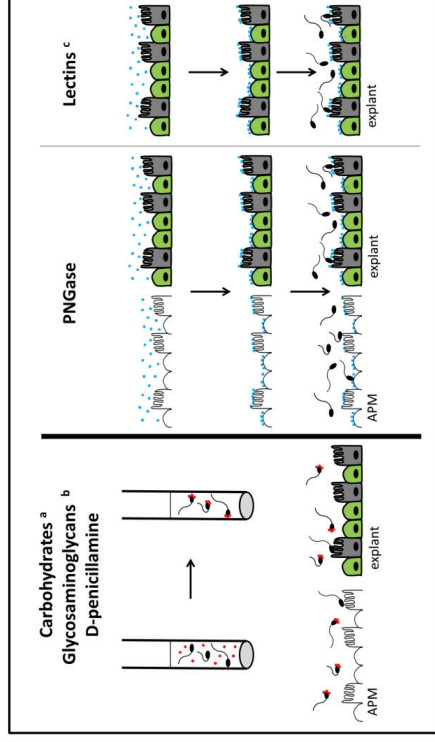 Carbohydrates a
Glycosaminoglycans b
D-penicillamine
APM
explant
PNGase
APM
explant
Lectins c
explant